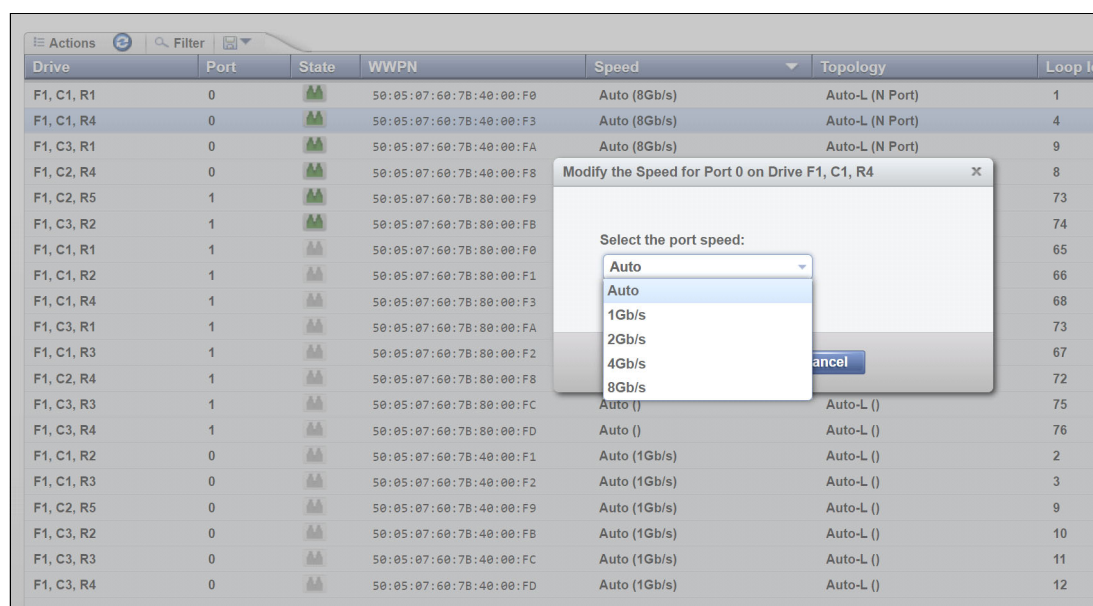 Actions Filter
Drive Port State WWPN Speed Topology Loop
F1, C1, R1 0 50:05:07:60:7B:40:00:F0 Auto (8Gb/s) Auto-L (N Port) 1
F1, C1, R4 0 50:05:07:60:7B:40:00:F3 Auto (8Gb/s) Auto-L (N Port) 4
F1, C3, R1 0 50:05:07:60:7B:40:00:FA Auto (8Gb/s) Auto-L (N Port) 9
F1, C2, R4 0 50:05:07:60:7B:40:00:F8 8
Modify the Speed for Port 0 on Drive F1, C1, R4 x
F1, C2, R5 1 50:05:07:60:7B:80:00:F9 73
F1, C3, R2 1 50:05:07:60:7B:80:00:FB 74
Select the port speed:
F1, C1, R1 1 50:05:07:60:7B:80:00:F0 65
F1, C1, R2 1 50:05:07:60:7B:80:00:F1 Auto 66
F1, C1, R4 1 50:05:07:60:7B:80:00:F3 Auto 68
F1, C3, R1 1 50:05:07:60:7B:80:00:FA 1Gb/s 73
F1, C1, R3 1 50:05:07:60:7B:80:00:F2 2Gb/s 67
F1, C2, R4 1 50:05:07:60:7B:80:00:F8 4Gb/s ancel 72
8Gb/s
F1, C3, R3 1 50:05:07:60:7B:80:00:FC Auto () Auto-L () 75
F1, C3, R4 1 50:05:07:60:7B:80:00:FD Auto () Auto-L () 76
F1, C1, R2 0 50:05:07:60:7B:40:00:F1 Auto (1Gb/s) Auto-L () 2
F1, C1, R3 0 50:05:07:60:7B:40:00:F2 Auto (1Gb/s) Auto-L () 3
F1, C2, R5 0 50:05:07:60:7B:40:00:F9 Auto (1Gb/s) Auto-L () 9
F1, C3, R2 0 50:05:07:60:7B:40:00:FB Auto (1Gb/s) Auto-L () 10
F1, C3, R3 0 50:05:07:60:7B:40:00:FC Auto (1Gb/s) Auto-L () 11
F1, C3, R4 0 50:05:07:60:7B:40:00:FD Auto (1Gb/s) Auto-L () 12